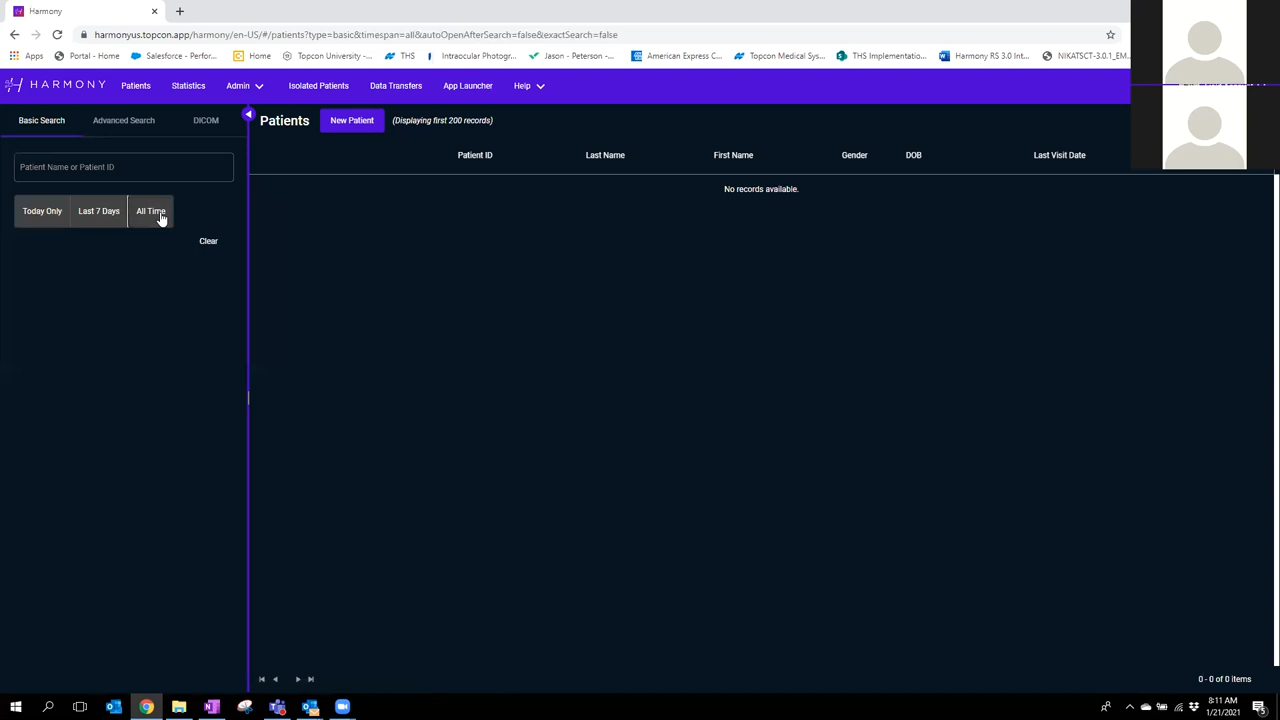 Harmony
harmonyus.topcon.app/harmony/en-US/#/patients?type=basic&timespan=all&autoOpenAfterSearch=false&exactSearch=false
Apps Portal - Home Salesforce - Perfor... Home Topcon University -... THS Intraocular Photogr... Jason - Peterson -... American Express C... Topcon Medical Sys... THS Implementatio... Harmony RS 3.0 Int... NIKATSCT-3.0.1_EM...
HARMONY Patients Statistics Admin Isolated Patients Data Transfers App Launcher Help
Basic Search Advanced Search DICOM
Patients New Patient (Displaying first 200 records)
Patient ID Last Name First Name Gender DOB Last Visit Date
Patient Name or Patient ID
No records available.
Today Only Last 7 Days All Time
Clear
0 - 0 of 0 items
8:11 AM
1/21/2021